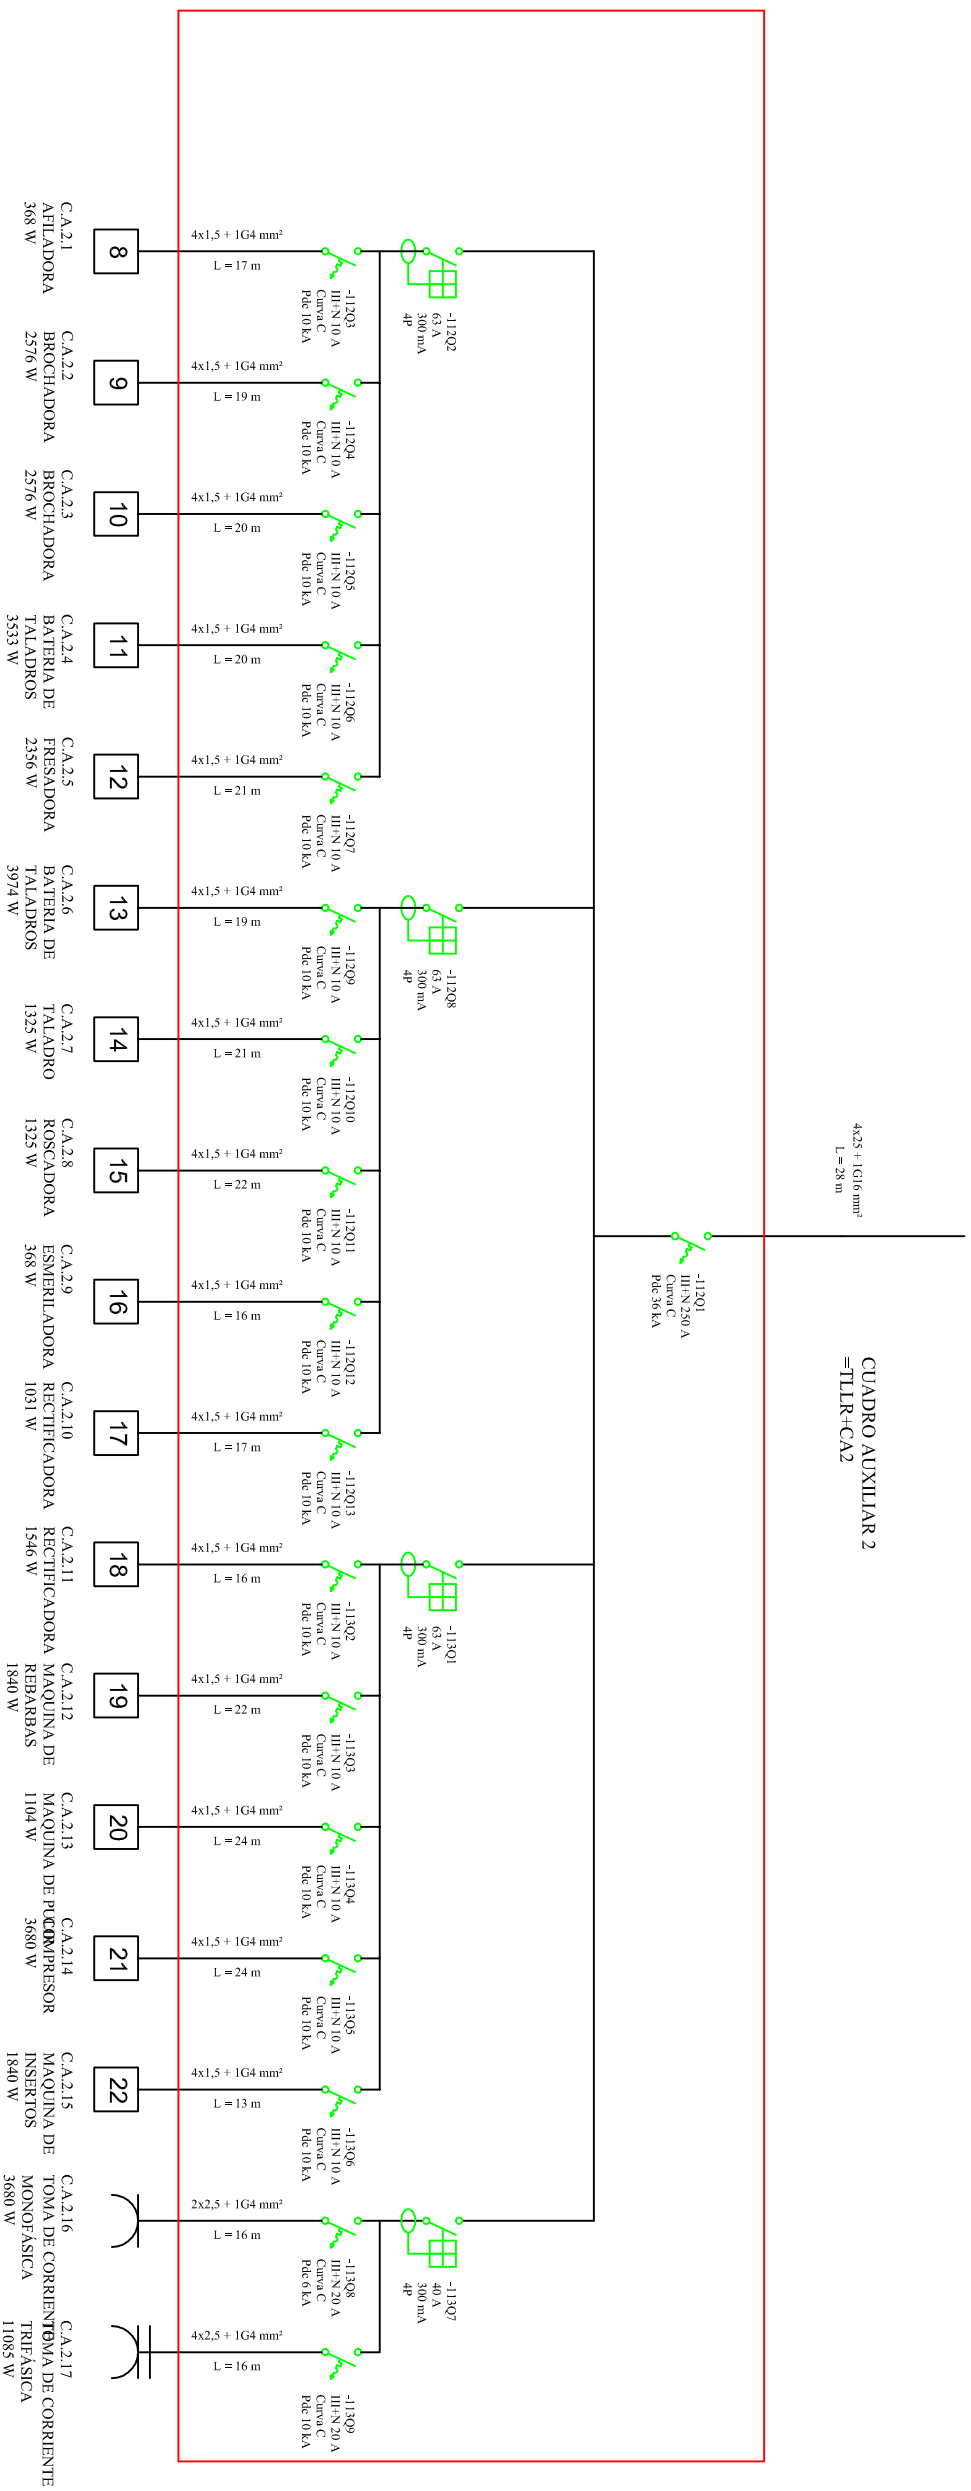 CUADRO AUXILIAR 2
=TLLR+CA2
4x25 + 1G16 mm²
L = 28 m
-112Q1
III+N 250 A
Curva C
Pdc 36 kA
-112Q2
63 A
300 mA
4P
-112Q8
63 A
300 mA
4P
-113Q1
63 A
300 mA
4P
-113Q7
40 A
300 mA
4P
-112Q3
III+N 10 A
Curva C
Pdc 10 kA
4x1,5 + 1G4 mm²
L = 17 m
8
C.A.2.1
AFILADORA
368 W
-112Q4
III+N 10 A
Curva C
Pdc 10 kA
4x1,5 + 1G4 mm²
L = 19 m
9
C.A.2.2
BROCHADORA
2576 W
-112Q5
III+N 10 A
Curva C
Pdc 10 kA
4x1,5 + 1G4 mm²
L = 20 m
10
C.A.2.3
BROCHADORA
2576 W
-112Q6
III+N 10 A
Curva C
Pdc 10 kA
4x1,5 + 1G4 mm²
L = 20 m
11
C.A.2.4
BATERIA DE
TALADROS
3533 W
-112Q7
III+N 10 A
Curva C
Pdc 10 kA
4x1,5 + 1G4 mm²
L = 21 m
12
C.A.2.5
FRESADORA
2356 W
-112Q9
III+N 10 A
Curva C
Pdc 10 kA
4x1,5 + 1G4 mm²
L = 19 m
13
C.A.2.6
BATERIA DE
TALADROS
3974 W
-112Q10
III+N 10 A
Curva C
Pdc 10 kA
4x1,5 + 1G4 mm²
L = 21 m
14
C.A.2.7
TALADRO
1325 W
-112Q11
III+N 10 A
Curva C
Pdc 10 kA
4x1,5 + 1G4 mm²
L = 22 m
15
C.A.2.8
ROSCADORA
1325 W
-112Q12
III+N 10 A
Curva C
Pdc 10 kA
4x1,5 + 1G4 mm²
L = 16 m
16
C.A.2.9
ESMERILADORA
368 W
-112Q13
III+N 10 A
Curva C
Pdc 10 kA
4x1,5 + 1G4 mm²
L = 17 m
17
C.A.2.10
RECTIFICADORA
1031 W
-113Q2
III+N 10 A
Curva C
Pdc 10 kA
4x1,5 + 1G4 mm²
L = 16 m
18
C.A.2.11
RECTIFICADORA
1546 W
-113Q3
III+N 10 A
Curva C
Pdc 10 kA
4x1,5 + 1G4 mm²
L = 22 m
19
C.A.2.12
MAQUINA DE
REBARBAS
1840 W
-113Q4
III+N 10 A
Curva C
Pdc 10 kA
4x1,5 + 1G4 mm²
L = 24 m
20
C.A.2.13
MAQUINA DE PULIR
1104 W
-113Q5
III+N 10 A
Curva C
Pdc 10 kA
4x1,5 + 1G4 mm²
L = 24 m
21
C.A.2.14
COMPRESOR
3680 W
-113Q6
III+N 10 A
Curva C
Pdc 10 kA
4x1,5 + 1G4 mm²
L = 13 m
22
C.A.2.15
MAQUINA DE
INSERTOS
1840 W
-113Q8
III+N 20 A
Curva C
Pdc 6 kA
2x2,5 + 1G4 mm²
L = 16 m
C.A.2.16
TOMA DE CORRIENTE
MONOFÁSICA
3680 W
-113Q9
III+N 20 A
Curva C
Pdc 10 kA
4x2,5 + 1G4 mm²
L = 16 m
C.A.2.17
TOMA DE CORRIENTE
TRIFÁSICA
11085 W